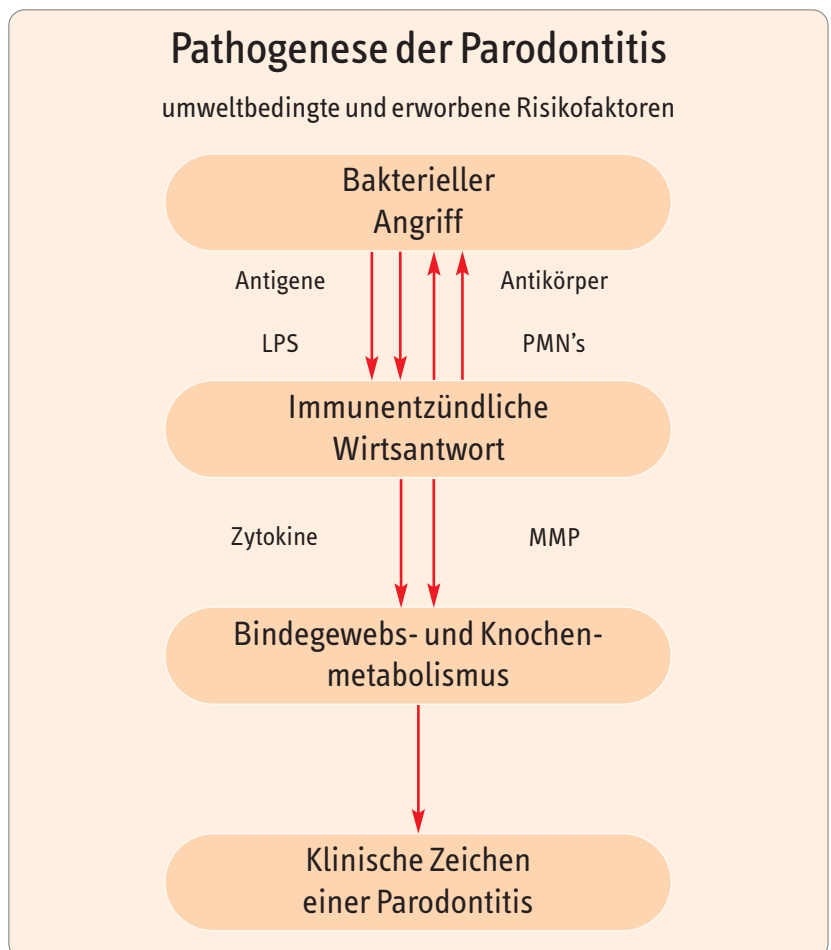 Pathogenese der Parodontitis
umweltbedingte und erworbene Risikofaktoren
Bakterieller
Angriff
Antigene
Antikörper
LPS
PMN’s
Immunentzündliche
Wirtsantwort
Zytokine
MMP
Bindegewebs- und Knochen-
metabolismus
Klinische Zeichen
einer Parodontitis